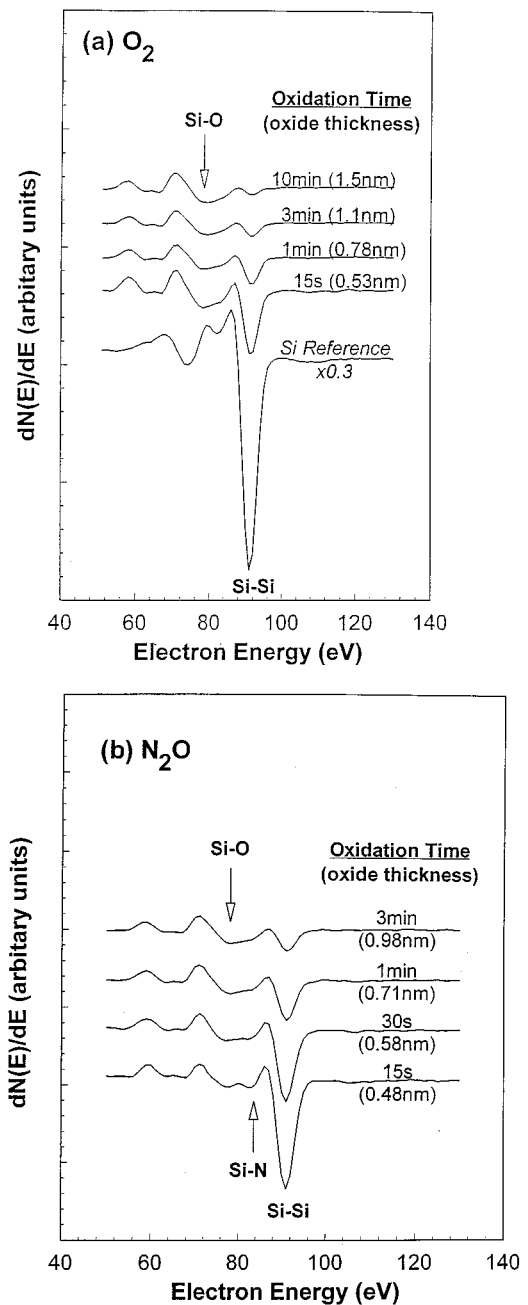 (a) O2
Oxidation Time
(oxide thickness)
Si-O
10min (1.5nm)
3min (1.1nm)
1min (0.78nm)
15s (0.53nm)
Si Reference
x0.3
Si-Si
dN(E)/dE (arbitary units)
40 60 80 100 120 140
Electron Energy (eV)
(b) N2O
Oxidation Time
(oxide thickness)
Si-O
3min
(0.98nm)
1min
(0.71nm)
30s
(0.58nm)
15s
(0.48nm)
Si-N
Si-Si
dN(E)/dE (arbitary units)
40 60 80 100 120 140
Electron Energy (eV)